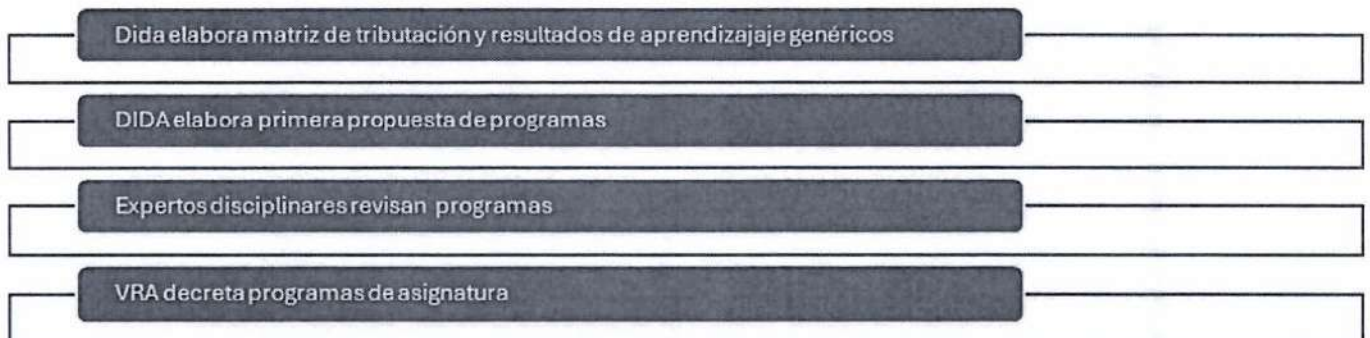 Dida elabora matriz de tributación y resultados de aprendizajaje genéricos
DIDA elabora primera propuesta de programas
Expertos disciplinares revisan programas
VRA decreta programas de asignatura